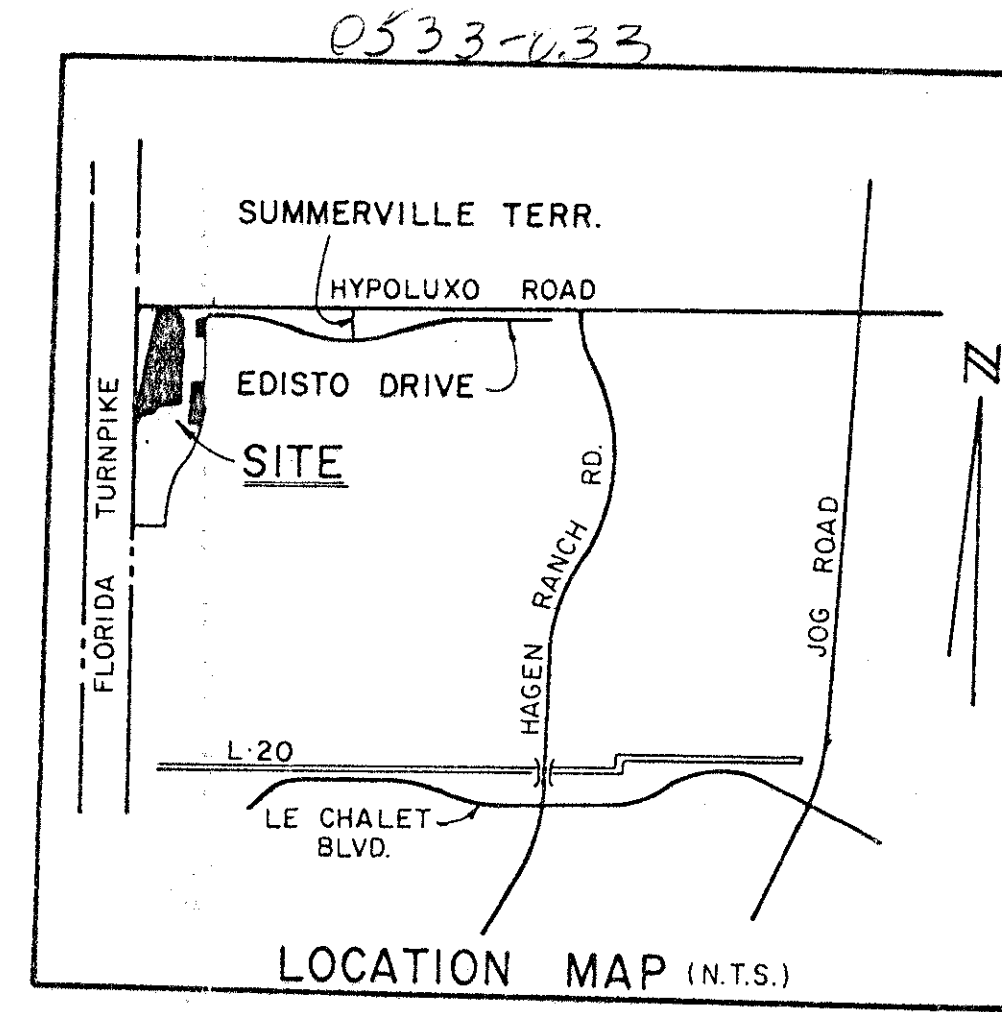 0533-033
SUMMERVILLE TERR.
HYPOLUXO ROAD
EDISTO DRIVE
SITE
FLORIDA TURNPIKE
HAGEN RANCH RD.
JOG ROAD
N
L-20
LE CHALET
BLVD.
LOCATION MAP (N.T.S.)